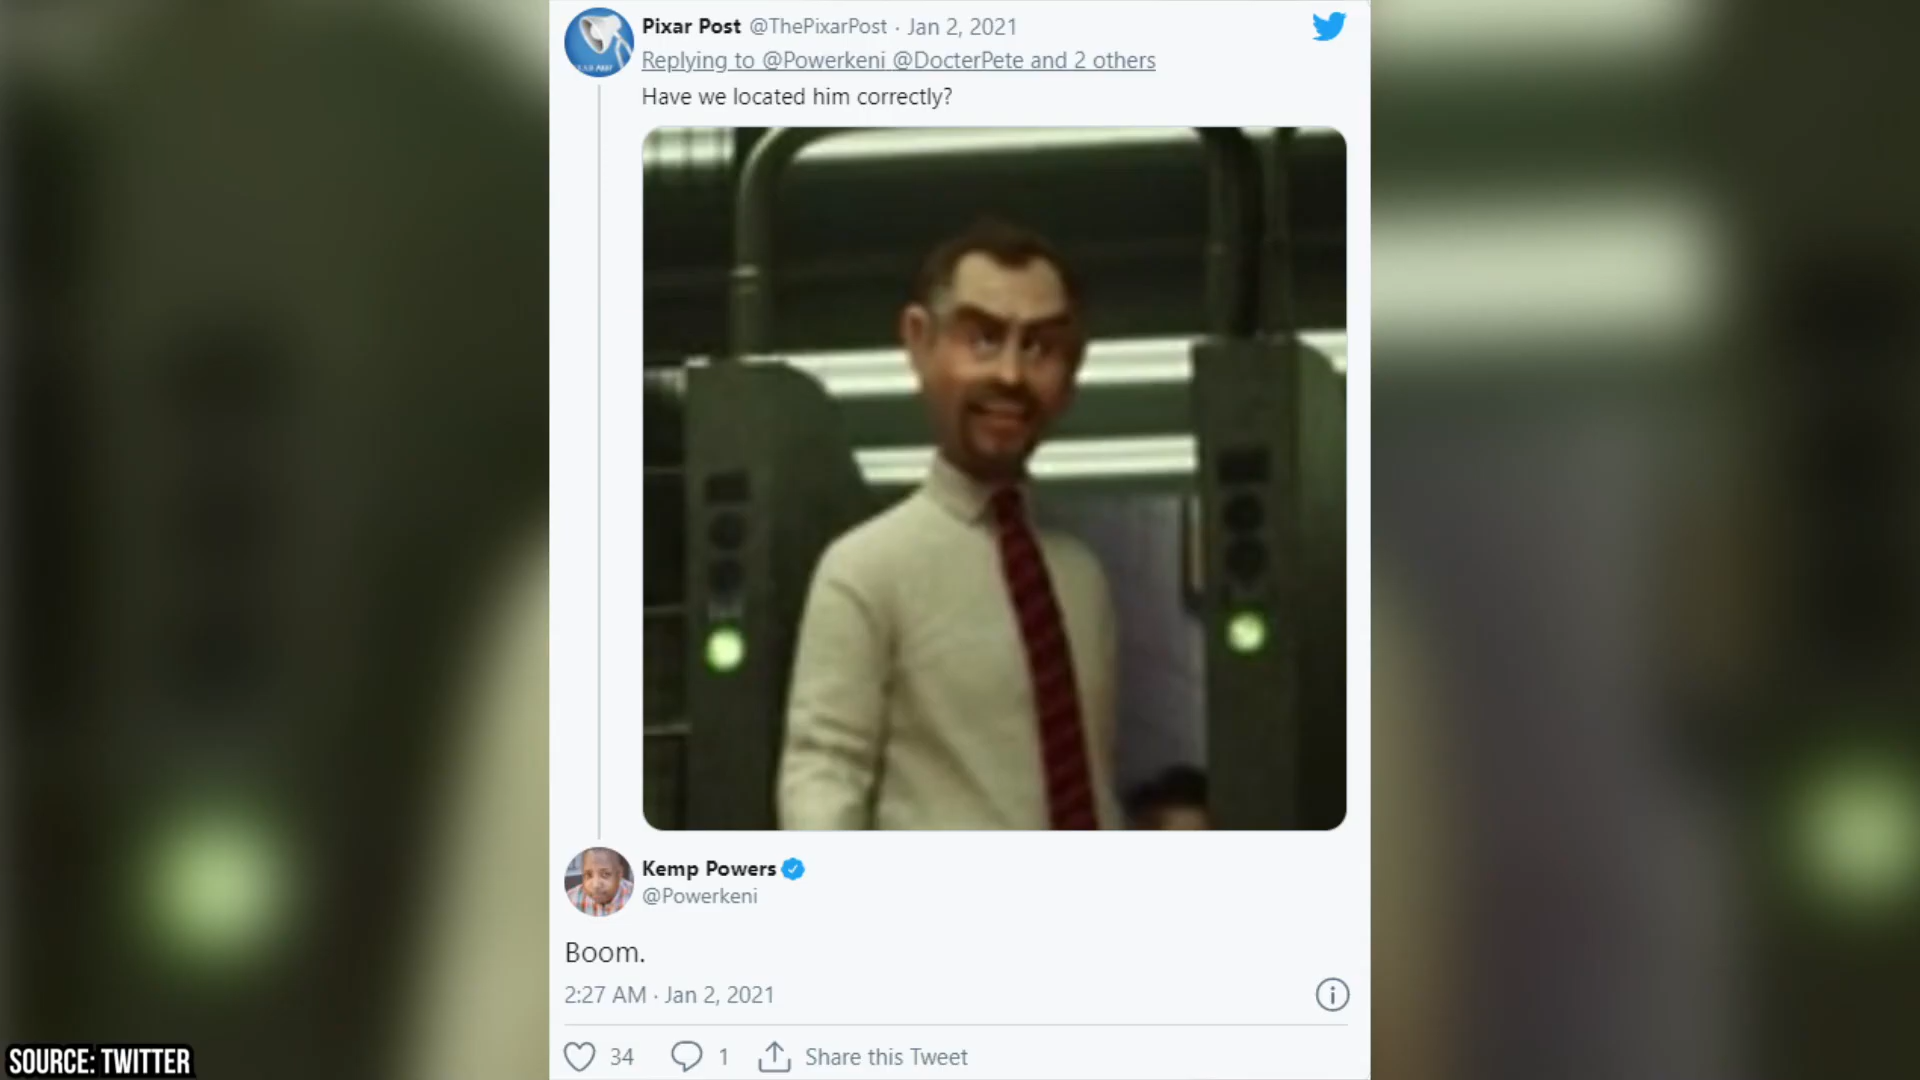 Pixar Post @ThePixarPost · Jan 2, 2021
Replying to @Powerkeni @DocterPete and 2 others
Have we located him correctly?
Kemp Powers
@Powerkeni
Boom.
2:27 AM · Jan 2, 2021
34 1 Share this Tweet
SOURCE: TWITTER